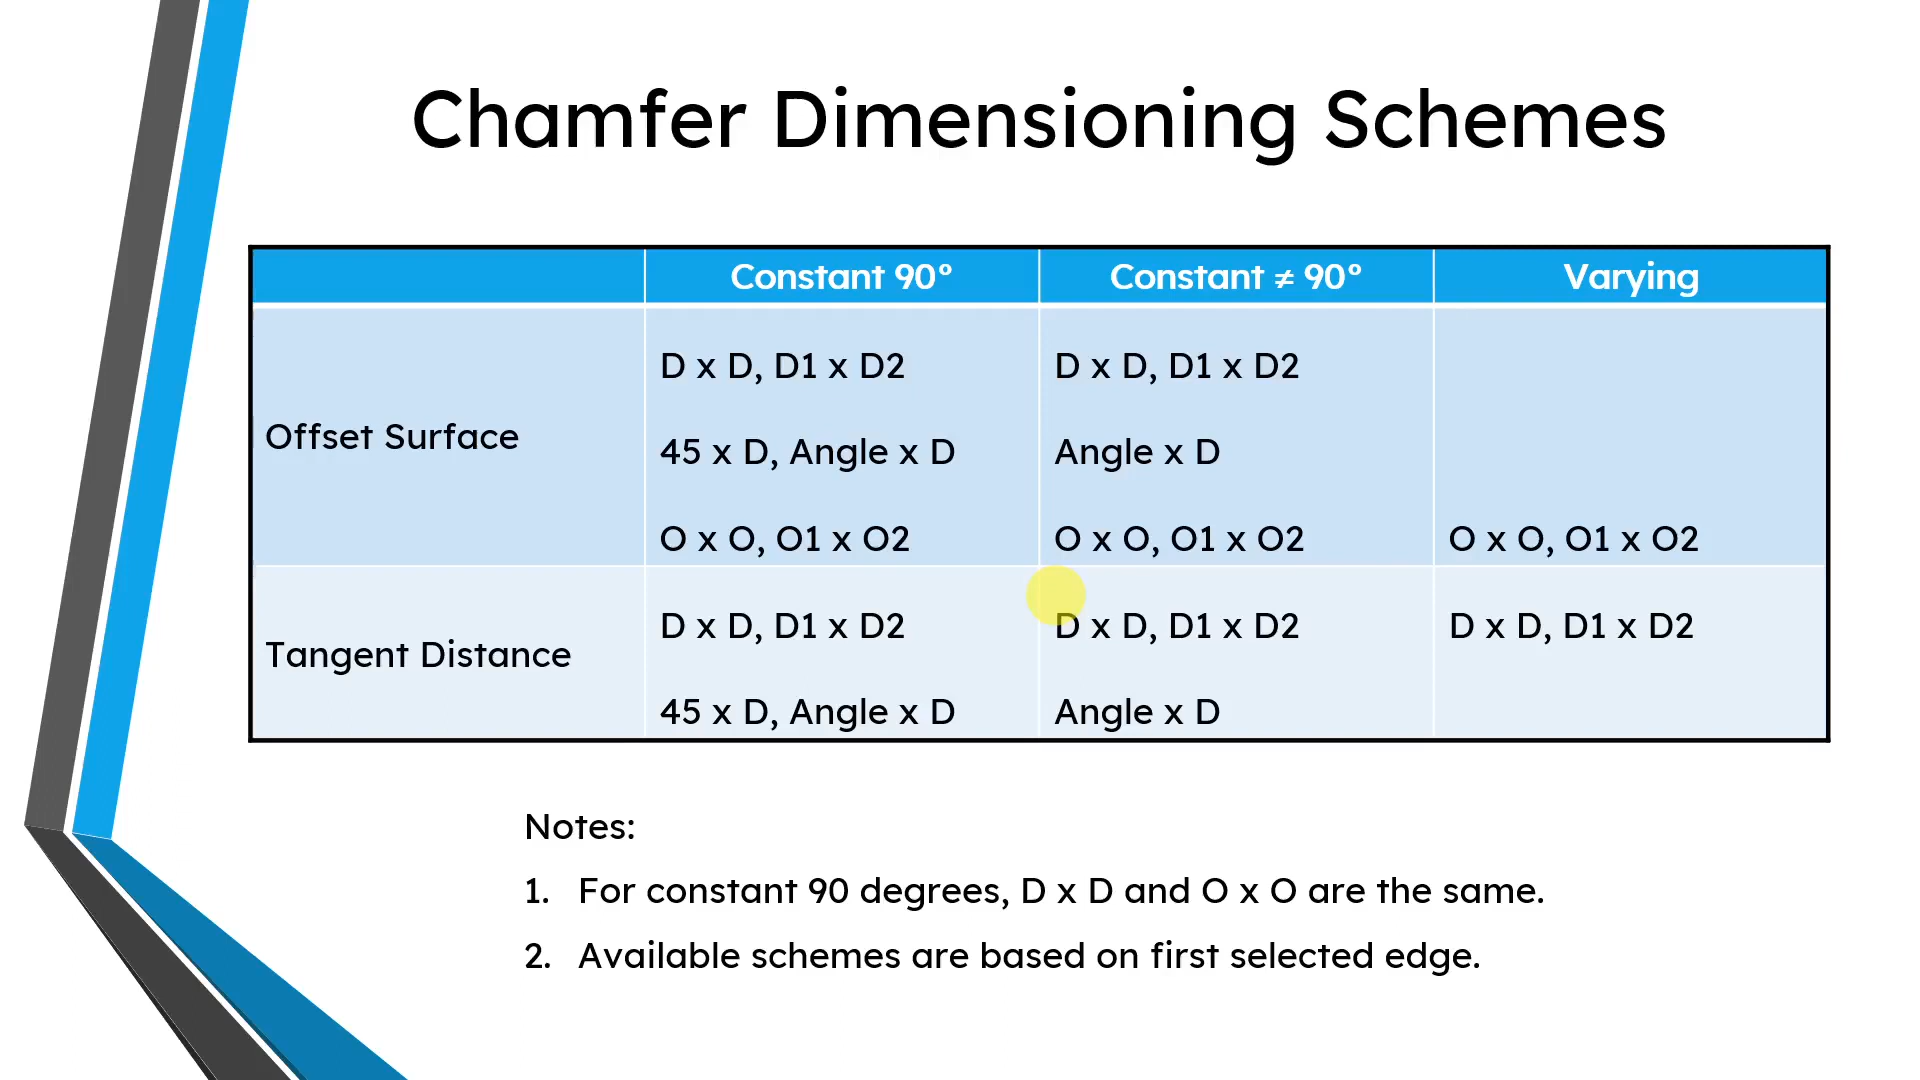 Chamfer Dimensioning Schemes
Constant 90° Constant ≠ 90° Varying
D x D, D1 x D2 D x D, D1 x D2
Offset Surface
45 x D, Angle x D Angle x D
O x O, O1 x O2 O x O, O1 x O2 O x O, O1 x O2
D x D, D1 x D2 D x D, D1 x D2 D x D, D1 x D2
Tangent Distance
45 x D, Angle x D Angle x D
Notes:
1. For constant 90 degrees, D x D and O x O are the same.
2. Available schemes are based on first selected edge.